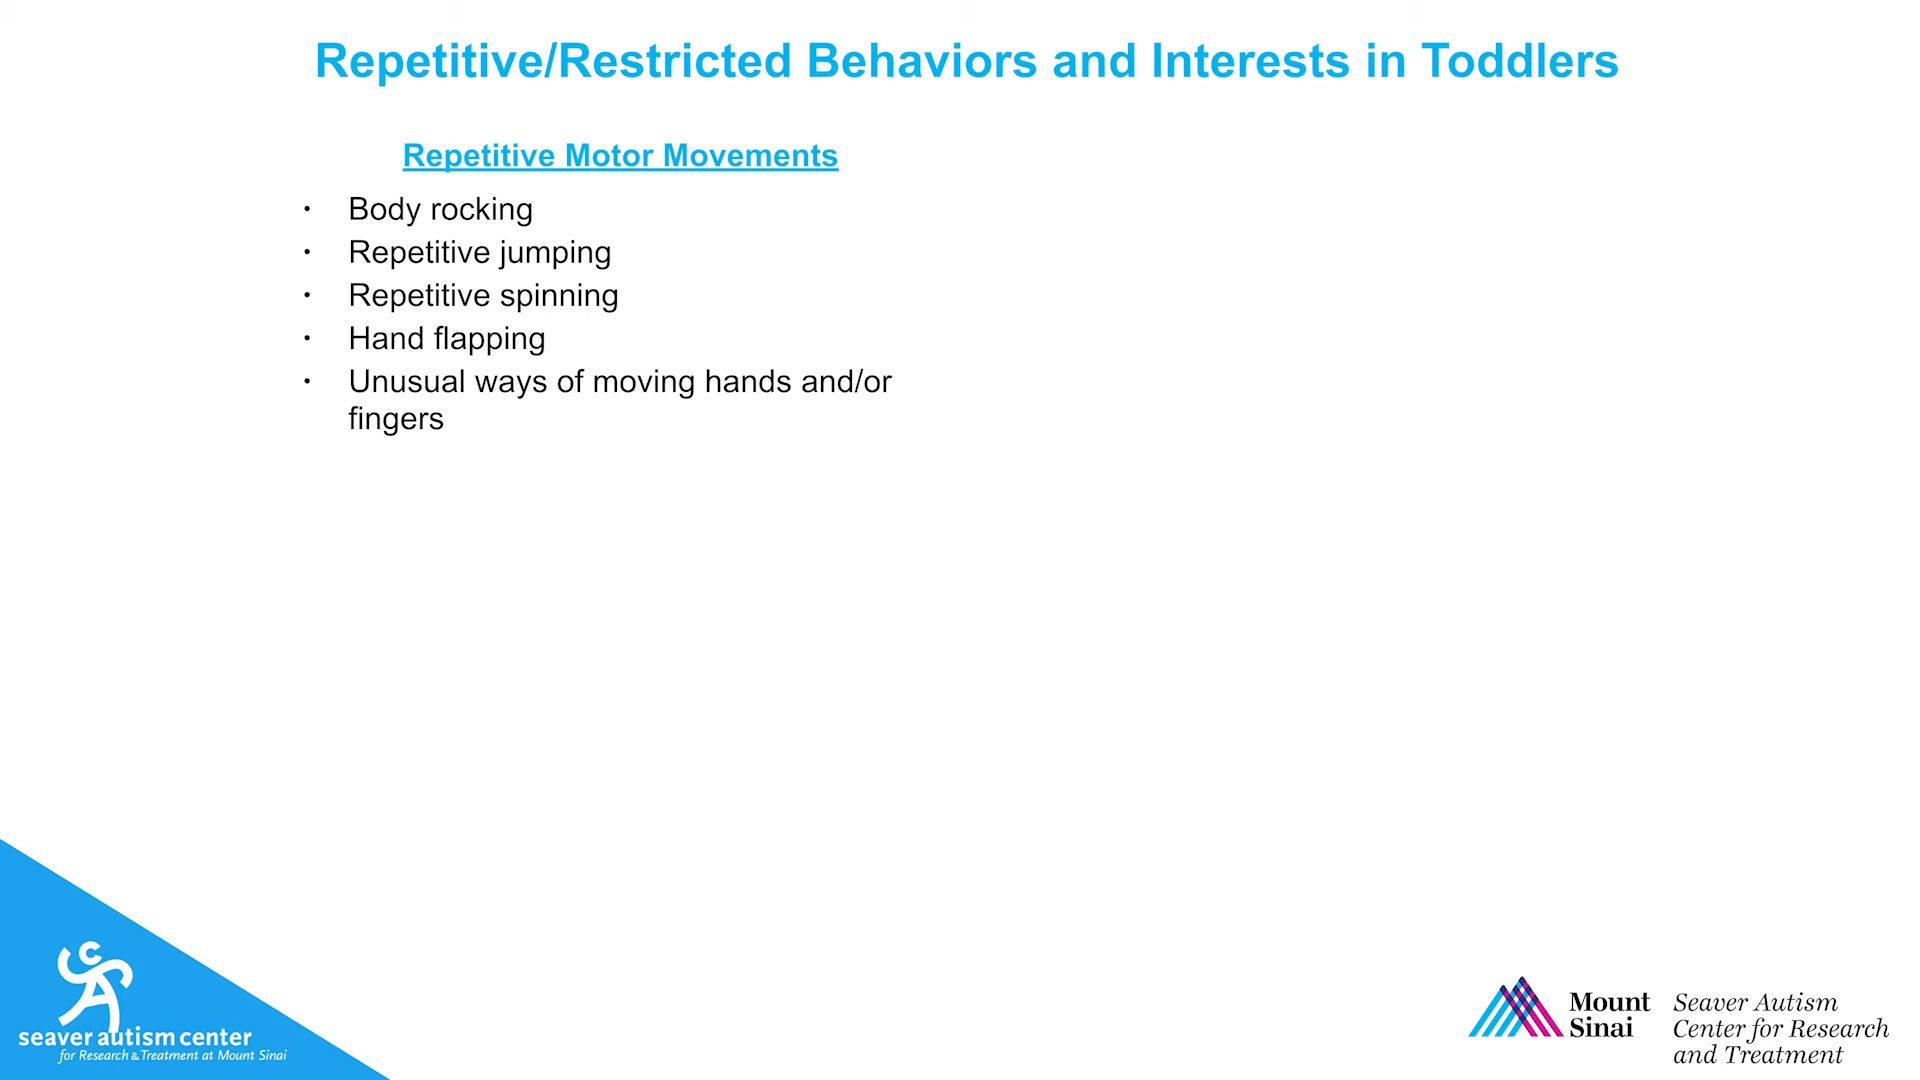 Repetitive/Restricted Behaviors and Interests in Toddlers
Repetitive Motor Movements
· Body rocking
· Repetitive jumping
· Repetitive spinning
· Hand flapping
· Unusual ways of moving hands and/or
fingers
seaver autism center
for Research & Treatment at Mount Sinai
Mount
Sinai
Seaver Autism
Center for Research
and Treatment